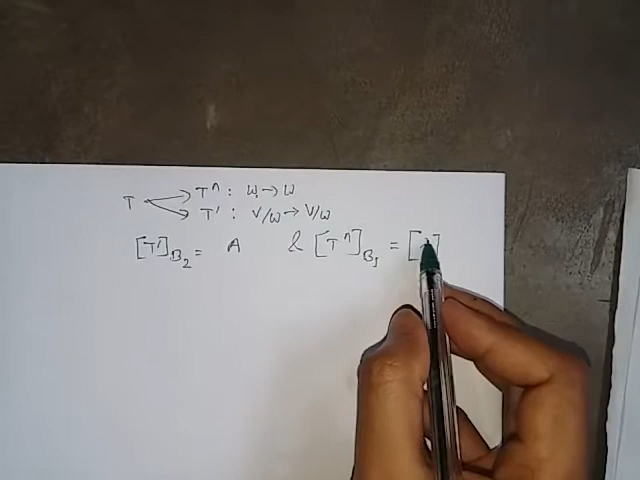 T → T^ : W → W
→ T' : V/W → V/W
[T']B₂ = A & [T^]B₁ = [